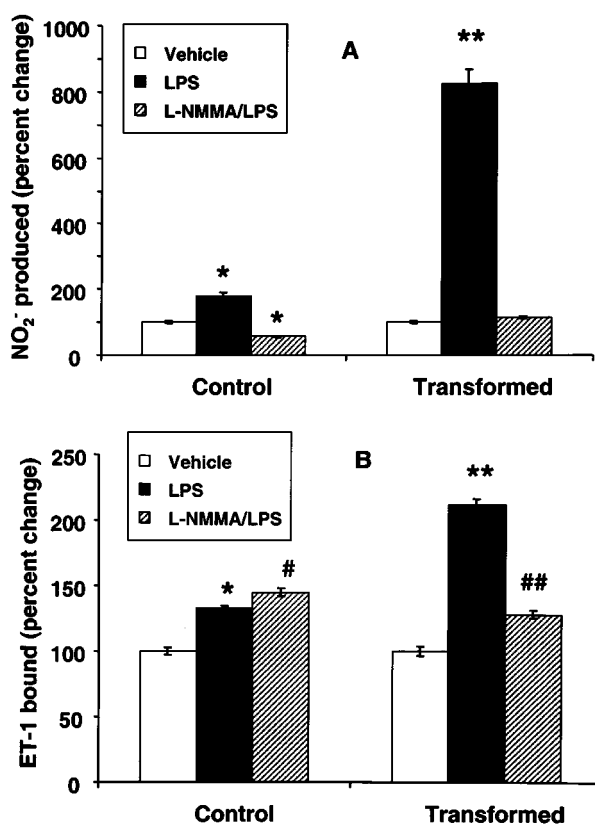 NO2- produced (percent change)
1000
800
600
400
200
0
Vehicle
LPS
L-NMMA/LPS
A
*
*
**
Control
Transformed
ET-1 bound (percent change)
250
200
150
100
50
0
Vehicle
LPS
L-NMMA/LPS
B
*
#
**
##
Control
Transformed